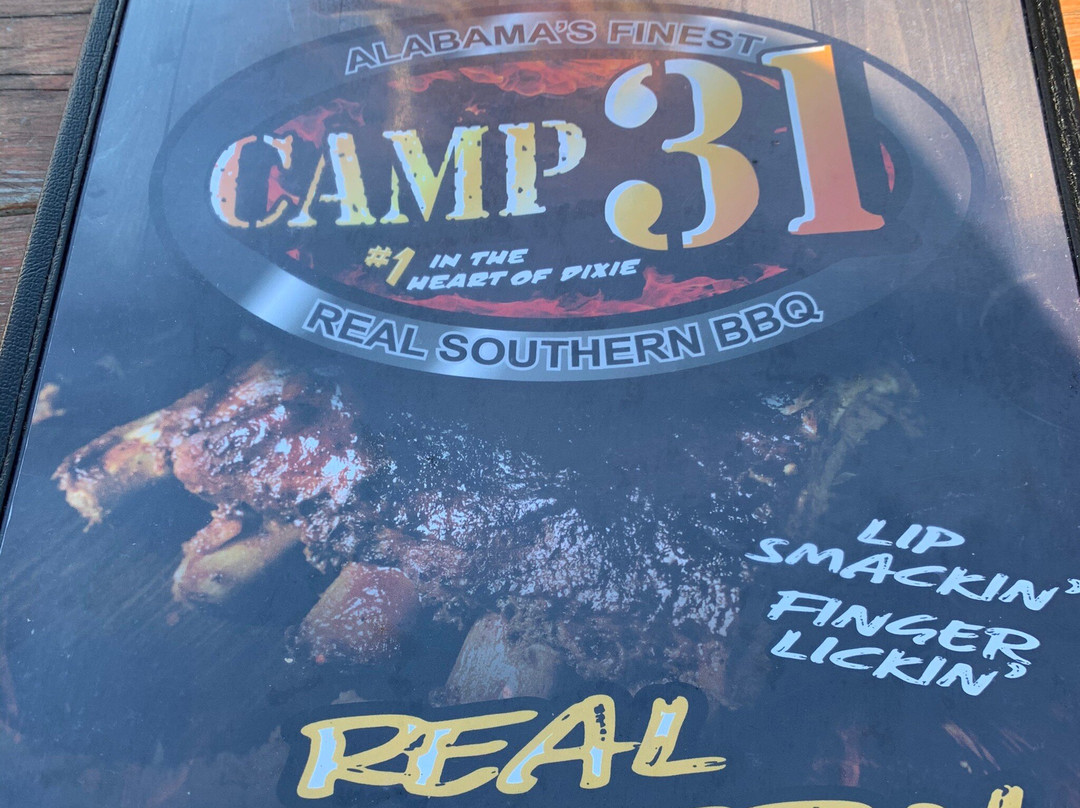 ALABAMA'S FINEST
CAMP 31
#1 IN THE
HEART OF DIXIE
REAL SOUTHERN BBQ
LIP
SMACKIN'
FINGER
LICKIN'
REAL